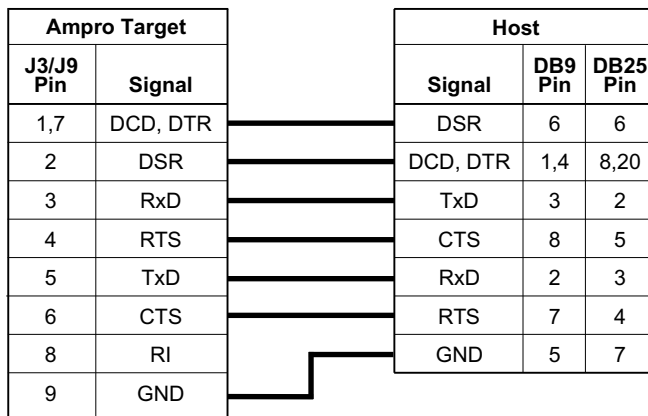 Ampro Target Host
J3/J9 Pin Signal Signal DB9 Pin DB25 Pin
1,7 DCD, DTR DSR 6 6
2 DSR DCD, DTR 1,4 8,20
3 RxD TxD 3 2
4 RTS CTS 8 5
5 TxD RxD 2 3
6 CTS RTS 7 4
8 RI GND 5 7
9 GND